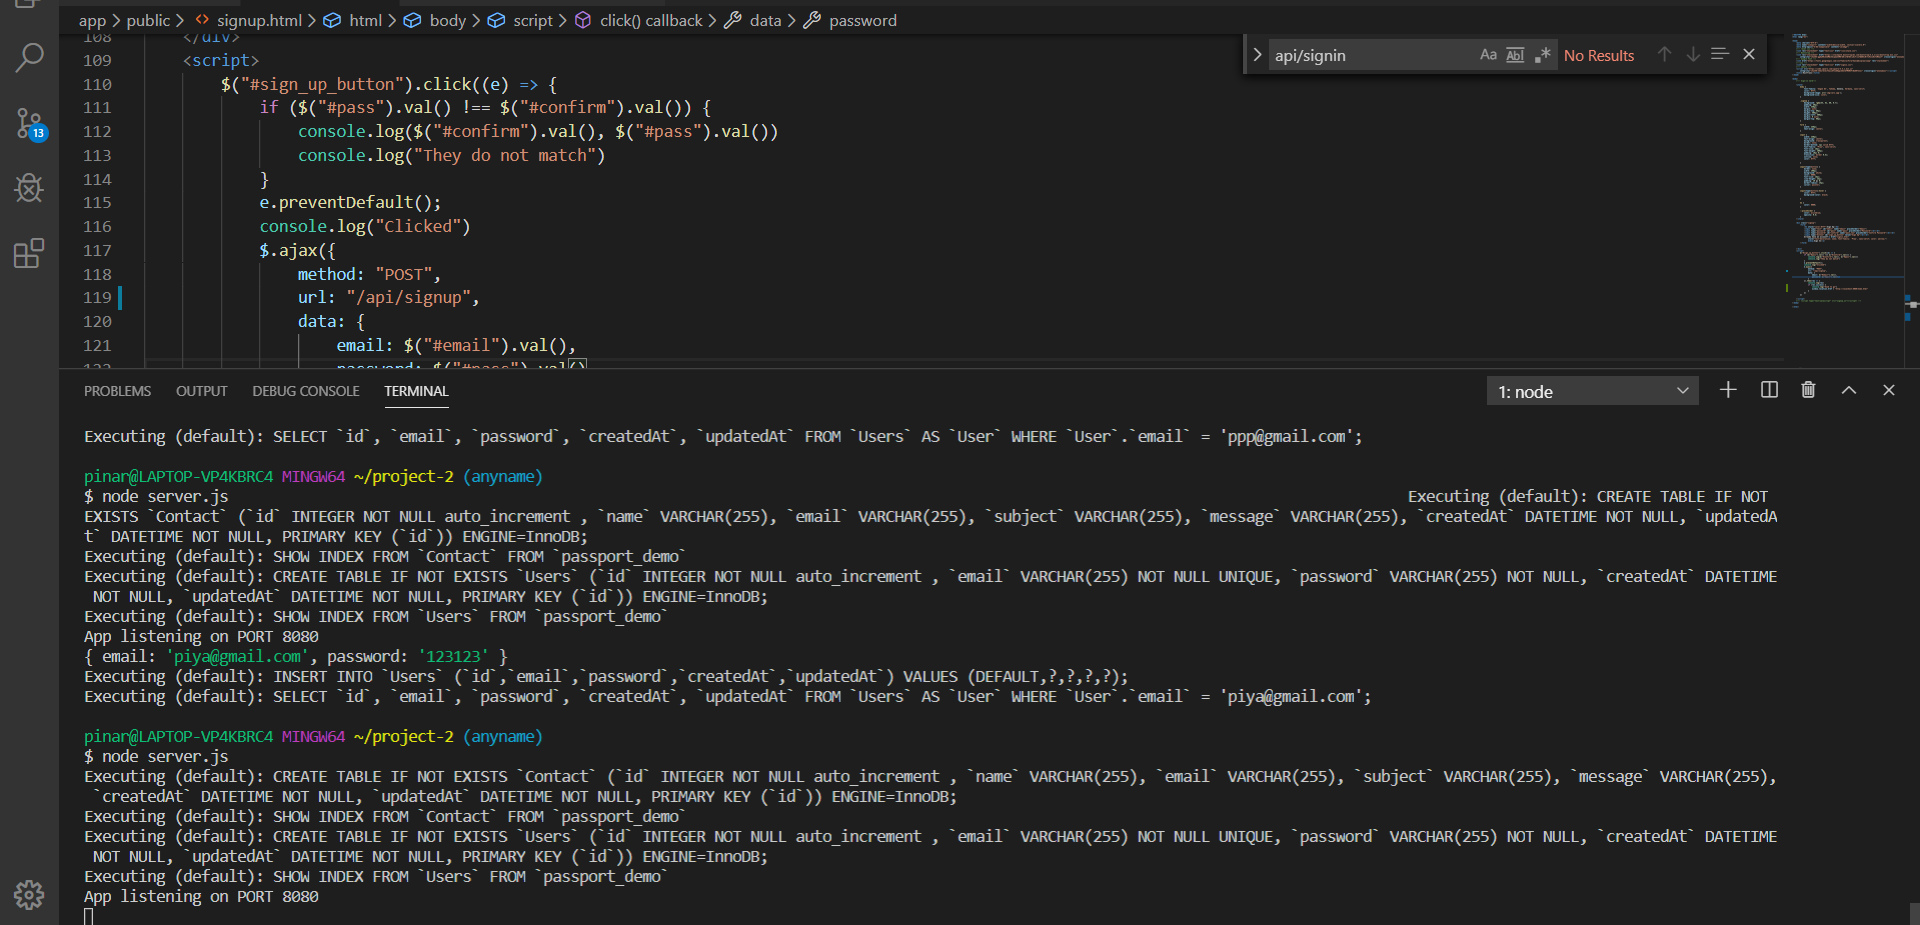 app > public > <> signup.html > html > body > script > click() callback > data > password
108 </div>
109 <script>
110 $("#sign_up_button").click((e) => {
111 if ($("#pass").val() !== $("#confirm").val()) {
112 console.log($("#confirm").val(), $("#pass").val())
113 console.log("They do not match")
114 }
115 e.preventDefault();
116 console.log("Clicked")
117 $.ajax({
118 method: "POST",
119 url: "/api/signup",
120 data: {
121 email: $("#email").val(),
122 password: $("#pass").val()
> api/signin Aa Abl .* No Results
13
PROBLEMS OUTPUT DEBUG CONSOLE TERMINAL 1: node
Executing (default): SELECT `id`, `email`, `password`, `createdAt`, `updatedAt` FROM `Users` AS `User` WHERE `User`.`email` = 'ppp@gmail.com';
pinar@LAPTOP-VP4KBRC4 MINGW64 ~/project-2 (anyname)
$ node server.js Executing (default): CREATE TABLE IF NOT
EXISTS `Contact` (`id` INTEGER NOT NULL auto_increment , `name` VARCHAR(255), `email` VARCHAR(255), `subject` VARCHAR(255), `message` VARCHAR(255), `createdAt` DATETIME NOT NULL, `updatedA
t` DATETIME NOT NULL, PRIMARY KEY (`id`)) ENGINE=InnoDB;
Executing (default): SHOW INDEX FROM `Contact` FROM `passport_demo`
Executing (default): CREATE TABLE IF NOT EXISTS `Users` (`id` INTEGER NOT NULL auto_increment , `email` VARCHAR(255) NOT NULL UNIQUE, `password` VARCHAR(255) NOT NULL, `createdAt` DATETIME
NOT NULL, `updatedAt` DATETIME NOT NULL, PRIMARY KEY (`id`)) ENGINE=InnoDB;
Executing (default): SHOW INDEX FROM `Users` FROM `passport_demo`
App listening on PORT 8080
{ email: 'piya@gmail.com', password: '123123' }
Executing (default): INSERT INTO `Users` (`id`,`email`,`password`,`createdAt`,`updatedAt`) VALUES (DEFAULT,?,?,?,?);
Executing (default): SELECT `id`, `email`, `password`, `createdAt`, `updatedAt` FROM `Users` AS `User` WHERE `User`.`email` = 'piya@gmail.com';
pinar@LAPTOP-VP4KBRC4 MINGW64 ~/project-2 (anyname)
$ node server.js
Executing (default): CREATE TABLE IF NOT EXISTS `Contact` (`id` INTEGER NOT NULL auto_increment , `name` VARCHAR(255), `email` VARCHAR(255), `subject` VARCHAR(255), `message` VARCHAR(255),
`createdAt` DATETIME NOT NULL, `updatedAt` DATETIME NOT NULL, PRIMARY KEY (`id`)) ENGINE=InnoDB;
Executing (default): SHOW INDEX FROM `Contact` FROM `passport_demo`
Executing (default): CREATE TABLE IF NOT EXISTS `Users` (`id` INTEGER NOT NULL auto_increment , `email` VARCHAR(255) NOT NULL UNIQUE, `password` VARCHAR(255) NOT NULL, `createdAt` DATETIME
NOT NULL, `updatedAt` DATETIME NOT NULL, PRIMARY KEY (`id`)) ENGINE=InnoDB;
Executing (default): SHOW INDEX FROM `Users` FROM `passport_demo`
App listening on PORT 8080